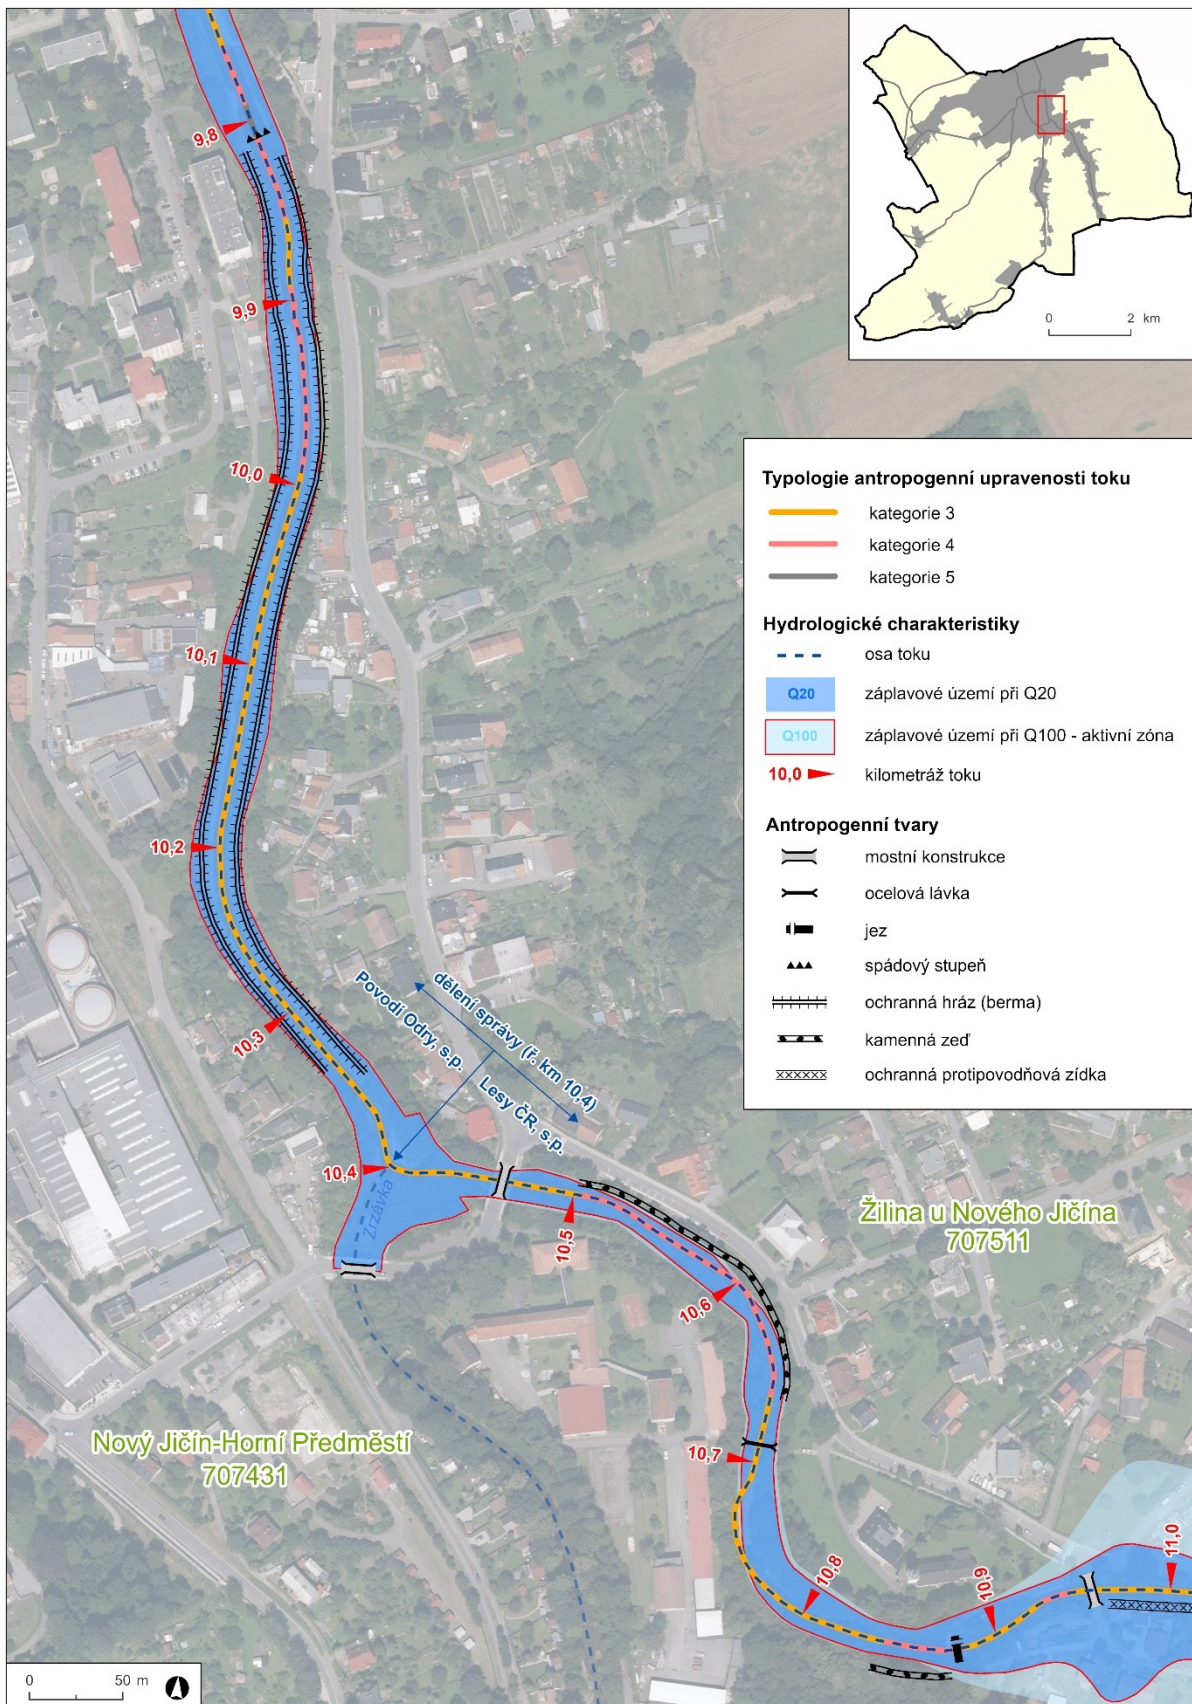 9,8
9,9
10,0
10,1
10,2
10,3
dělení správy (ř. km 10,4)
Povodí Odry, s.p.
Lesy ČR, s.p.
10,4
Zrzávka
10,5
10,6
10,7
10,8
10,9
11,0
Žilina u Nového Jičína
707511
Nový Jičín-Horní Předměstí
707431
0 50 m
0 2 km
Typologie antropogenní upravenosti toku
kategorie 3
kategorie 4
kategorie 5
Hydrologické charakteristiky
osa toku
Q20 záplavové území při Q20
Q100 záplavové území při Q100 - aktivní zóna
10,0 kilometráž toku
Antropogenní tvary
mostní konstrukce
ocelová lávka
jez
spádový stupeň
ochranná hráz (berma)
kamenná zeď
ochranná protipovodňová zídka